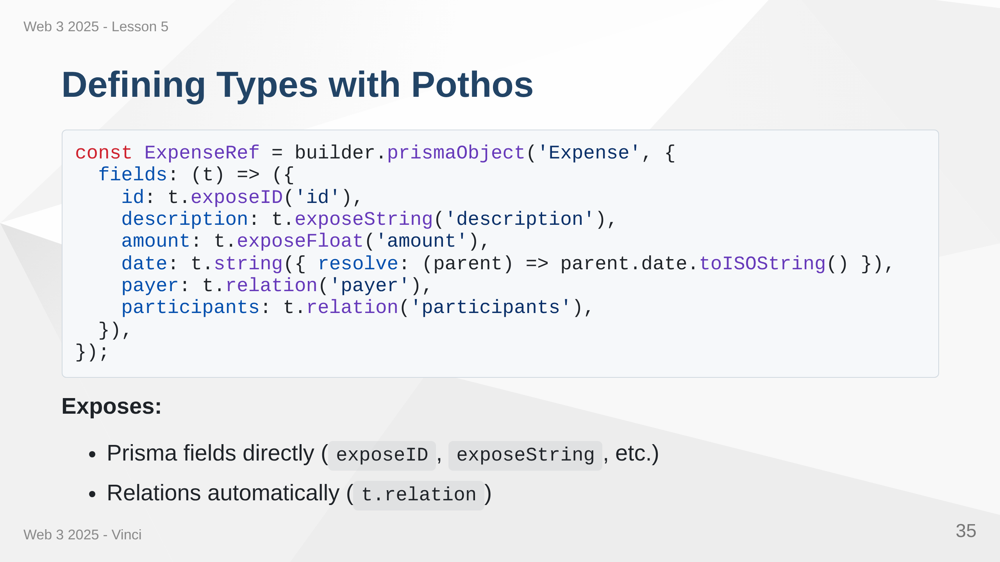 Web 3 2025 - Lesson 5
Defining Types with Pothos
const ExpenseRef = builder.prismaObject('Expense', {
  fields: (t) => ({
    id: t.exposeID('id'),
    description: t.exposeString('description'),
    amount: t.exposeFloat('amount'),
    date: t.string({ resolve: (parent) => parent.date.toISOString() }),
    payer: t.relation('payer'),
    participants: t.relation('participants'),
  }),
});
Exposes:
• Prisma fields directly (exposeID, exposeString, etc.)
• Relations automatically (t.relation)
Web 3 2025 - Vinci
35